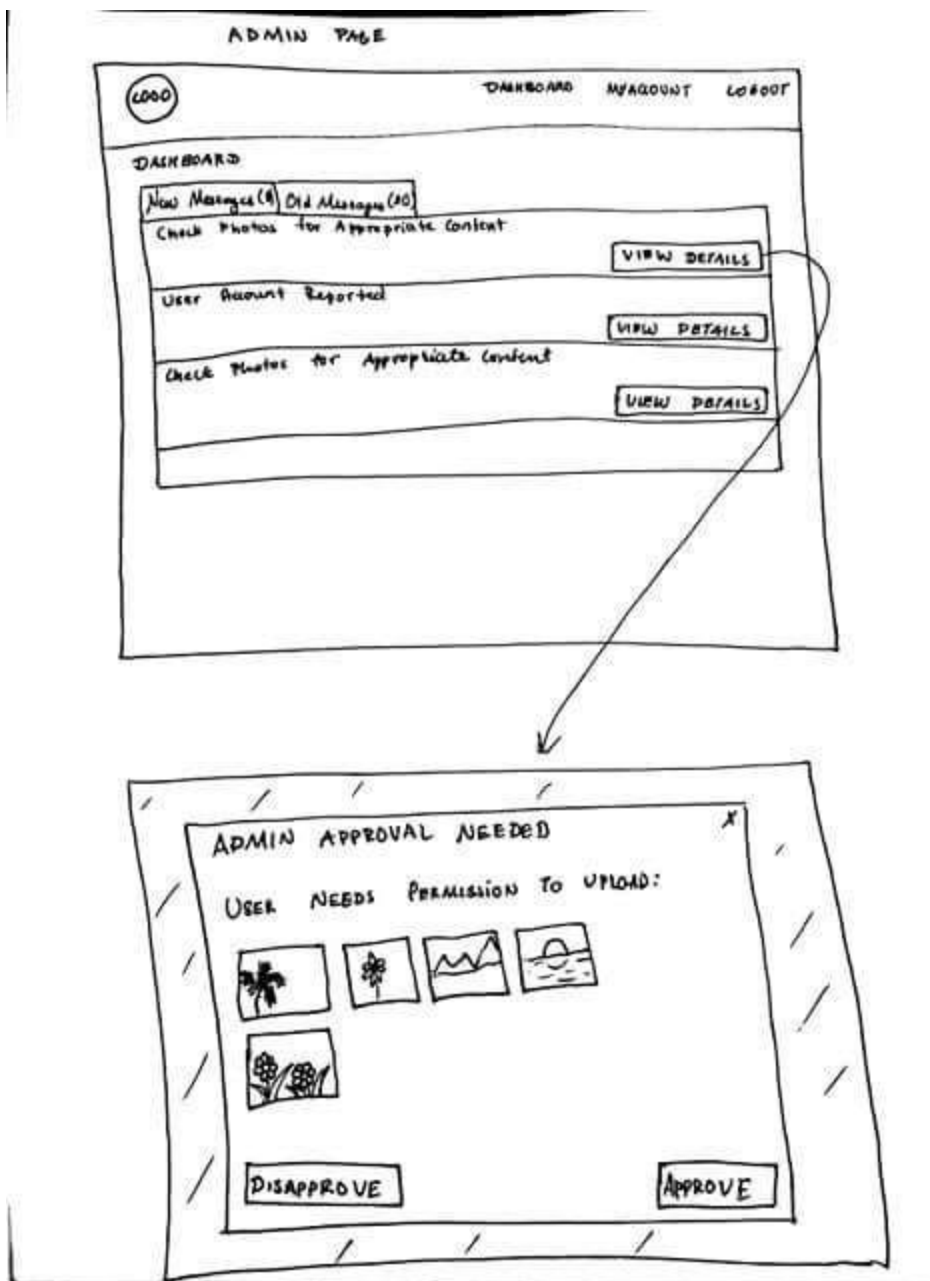 ADMIN PAGE
LOGO DASHBOARD MYACOUNT LOGOUT
DASHBOARD
New Messages Old Messages
Check Photos for Appropriate Content
VIEW DETAILS
User Account Reported
VIEW DETAILS
Check Photos for Appropriate Content
VIEW DETAILS
ADMIN APPROVAL NEEDED X
USER NEEDS PERMISSION TO UPLOAD:
DISAPPROVE APPROVE